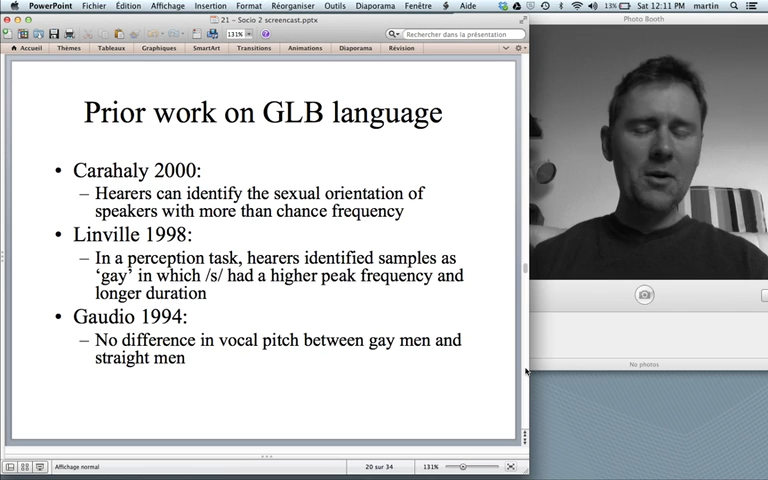 PowerPoint Fichier Édition Affichage Insertion Format Réorganiser Outils Diaporama Fenêtre Aide 13% Sat 12:11 PM martin
21 – Socio 2 screencast.pptx
Photo Booth
131% Rechercher dans la présentation
Accueil Thèmes Tableaux Graphiques SmartArt Transitions Animations Diaporama Révision
Prior work on GLB language
• Carahaly 2000:
– Hearers can identify the sexual orientation of
speakers with more than chance frequency
• Linville 1998:
– In a perception task, hearers identified samples as
‘gay’ in which /s/ had a higher peak frequency and
longer duration
• Gaudio 1994:
– No difference in vocal pitch between gay men and
straight men
No photos
Affichage normal 20 sur 34 131%